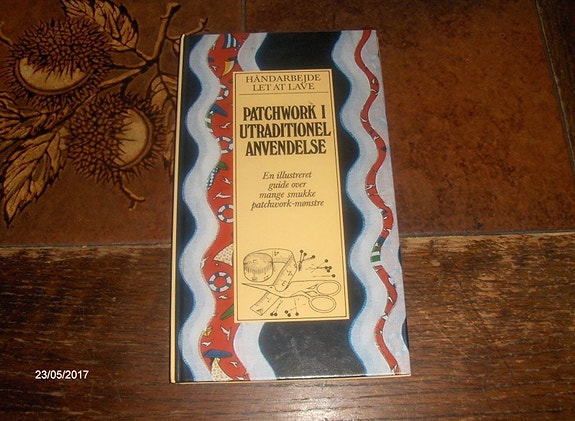 HÅNDARBEJDE
LET AT LAVE
PATCHWORK I
UTRADITIONEL
ANVENDELSE
En illustreret
guide over
mange smukke
patchwork-mønstre
23/05/2017